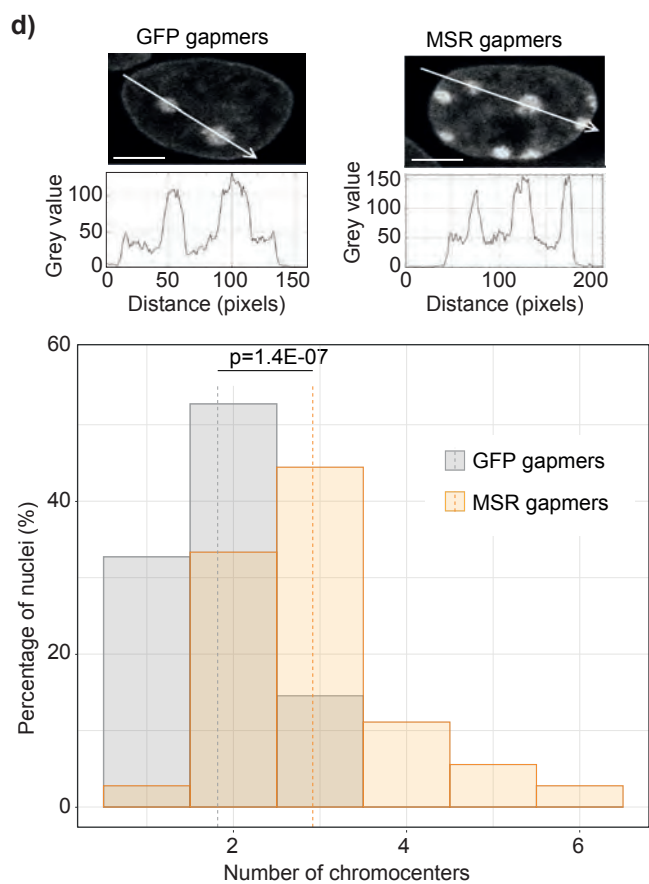 d)
GFP gapmers
MSR gapmers
Grey value
100
50
0
0 50 100 150
Distance (pixels)
Grey value
150
100
50
0
0 50 100 150 200
Distance (pixels)
60
40
20
0
Percentage of nuclei (%)
p=1.4E-07
GFP gapmers
MSR gapmers
2 4 6
Number of chromocenters